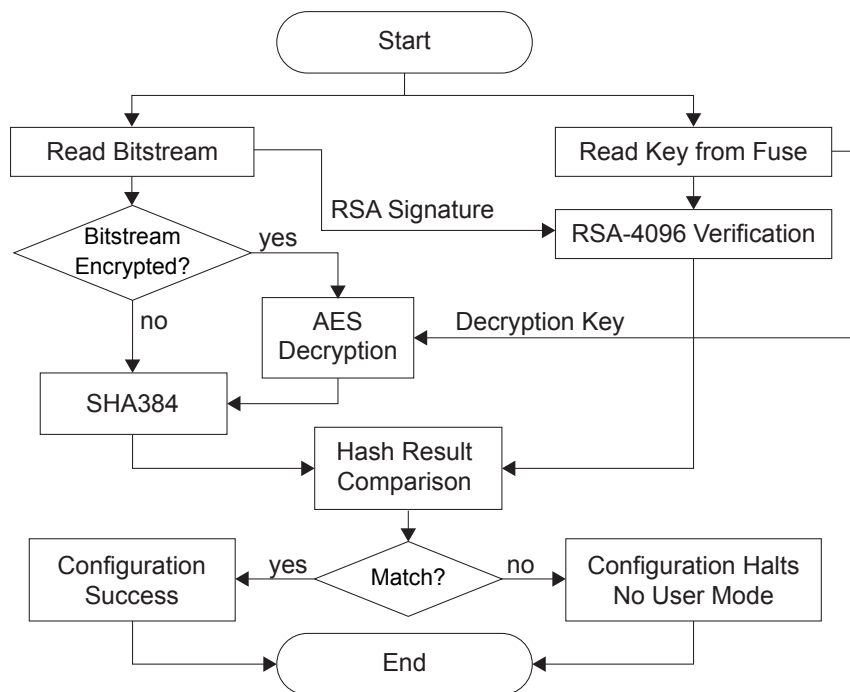 Start
Read Bitstream
Read Key from Fuse
RSA Signature
RSA-4096 Verification
Bitstream
Encrypted?
yes
no
AES
Decryption
Decryption Key
SHA384
Hash Result
Comparison
Configuration
Success
yes
Match?
no
Configuration Halts
No User Mode
End